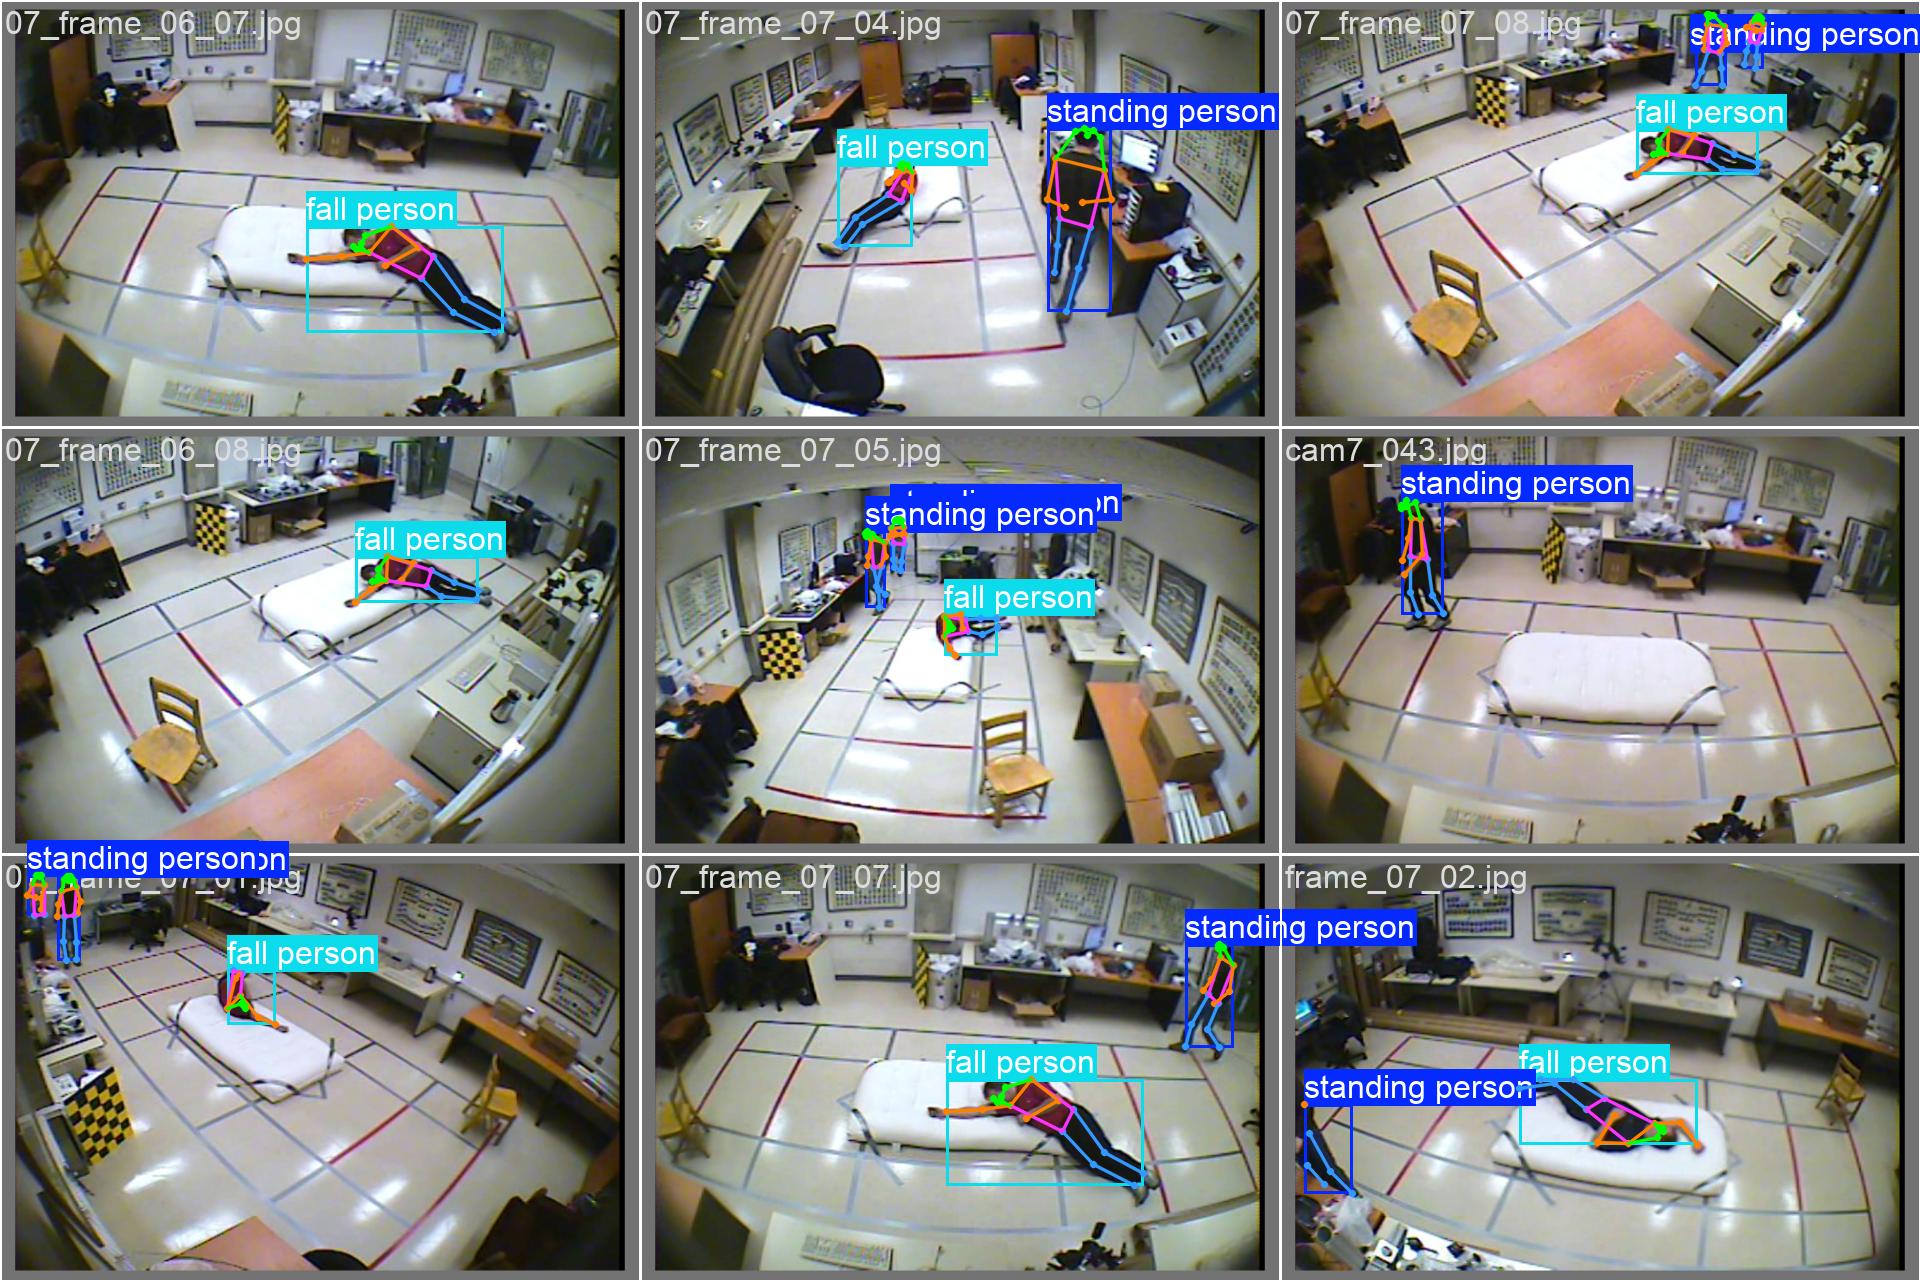 07_frame_06_07.jpg
fall person
07_frame_07_04.jpg
fall person
standing person
07_frame_07_08.jpg
standing person
fall person
07_frame_06_08.jpg
fall person
07_frame_07_05.jpg
standing person
fall person
cam7_043.jpg
standing person
standing person
fall person
07_frame_07_07.jpg
standing person
fall person
frame_07_02.jpg
fall person
standing person